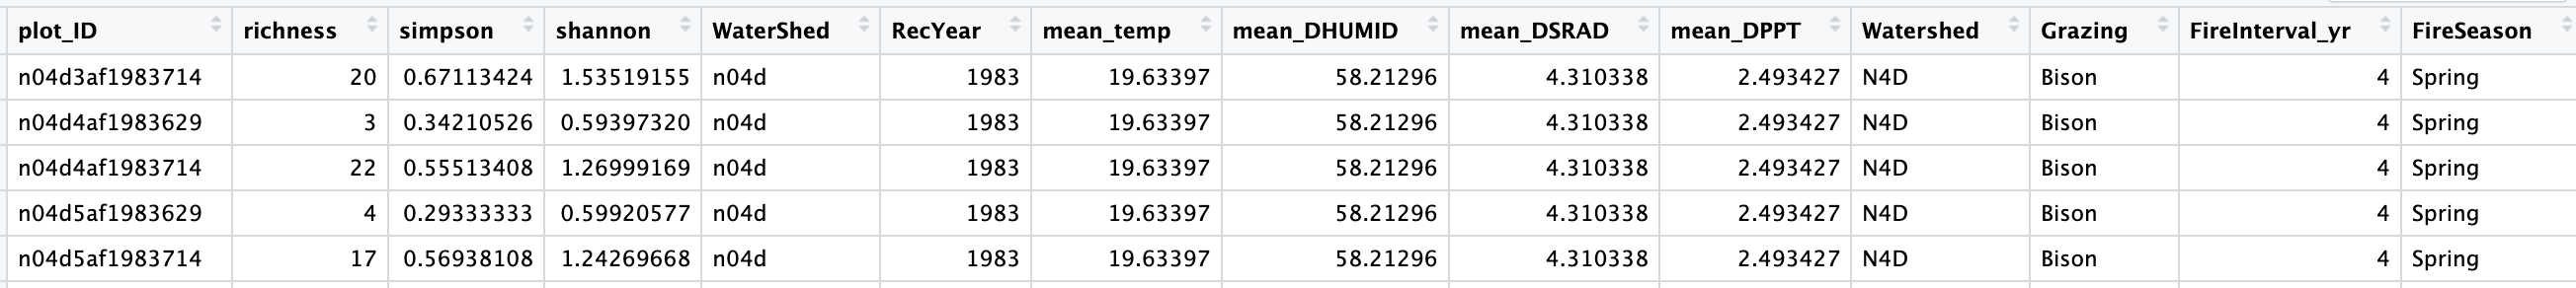 plot_ID richness simpson shannon WaterShed RecYear mean_temp mean_DHUMID mean_DSRAD mean_DPPT Watershed Grazing FireInterval_yr FireSeason
n04d3af1983714 20 0.67113424 1.53519155 n04d 1983 19.63397 58.21296 4.310338 2.493427 N4D Bison 4 Spring
n04d4af1983629 3 0.34210526 0.59397320 n04d 1983 19.63397 58.21296 4.310338 2.493427 N4D Bison 4 Spring
n04d4af1983714 22 0.55513408 1.26999169 n04d 1983 19.63397 58.21296 4.310338 2.493427 N4D Bison 4 Spring
n04d5af1983629 4 0.29333333 0.59920577 n04d 1983 19.63397 58.21296 4.310338 2.493427 N4D Bison 4 Spring
n04d5af1983714 17 0.56938108 1.24269668 n04d 1983 19.63397 58.21296 4.310338 2.493427 N4D Bison 4 Spring